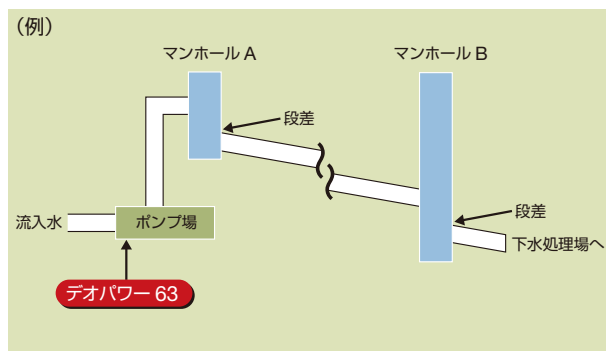 （例）
マンホール A
マンホール B
段差
流入水
ポンプ場
段差
下水処理場へ
デオパワー 63